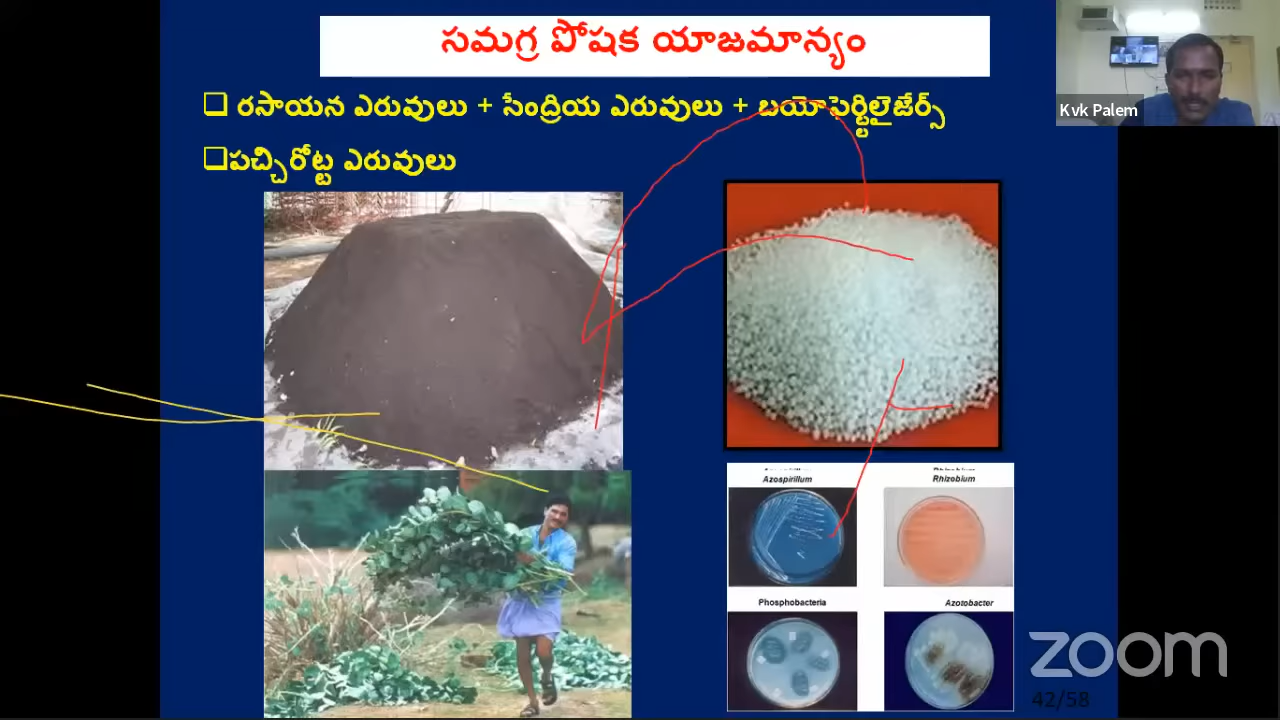 సమగ్ర పోషక యాజమాన్యం
రసాయన ఎరువులు + సేంద్రియ ఎరువులు + బయోఫెర్టిలైజేర్స్
పచ్చిరోట్ట ఎరువులు
Kvk Palem
Azospirillum
Rhizobium
Phosphobacteria
Azotobacter
zoom
42/58